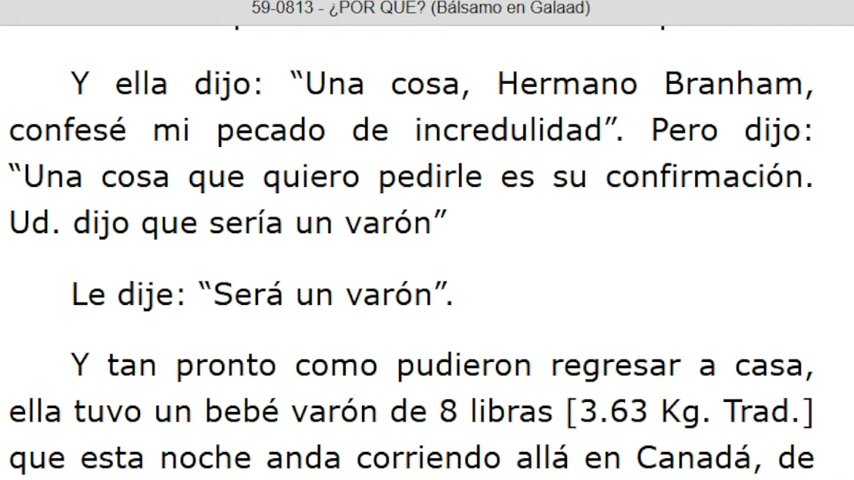 59-0813 - ¿POR QUÉ? (Bálsamo en Galaad)
Y ella dijo: “Una cosa, Hermano Branham,
confesé mi pecado de incredulidad”. Pero dijo:
“Una cosa que quiero pedirle es su confirmación.
Ud. dijo que sería un varón”
Le dije: “Será un varón”.
Y tan pronto como pudieron regresar a casa,
ella tuvo un bebé varón de 8 libras [3.63 Kg. Trad.]
que esta noche anda corriendo allá en Canadá, de